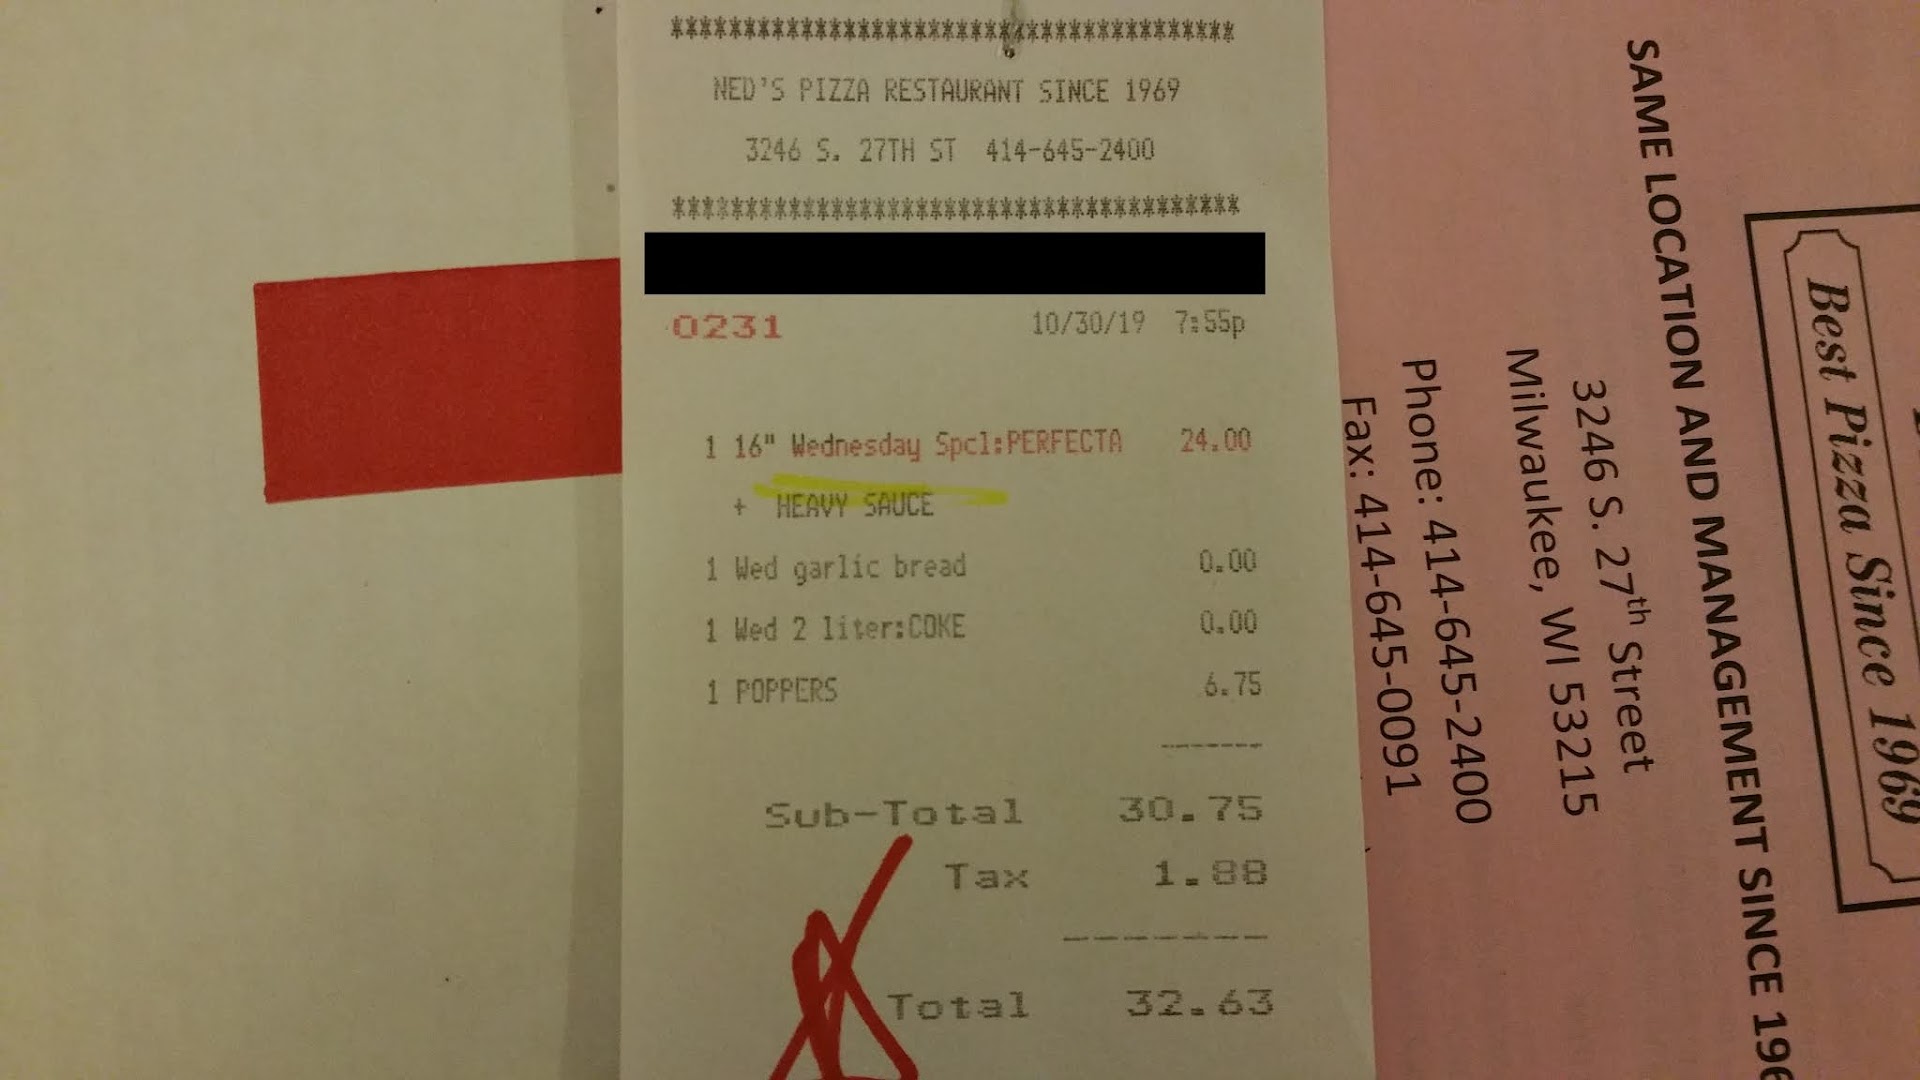 ****************************************
NED'S PIZZA RESTAURANT SINCE 1969
3246 S. 27TH ST 414-645-2400
****************************************
0231 10/30/19 7:55p
1 16" Wednesday Spcl:PERFECTA 24.00
+ HEAVY SAUCE
1 Wed garlic bread 0.00
1 Wed 2 liter:COKE 0.00
1 POPPERS 6.75
-------
Sub-Total 30.75
Tax 1.88
--------
Total 32.63
Best Pizza Since 1969
SAME LOCATION AND MANAGEMENT SINCE 196
3246 S. 27th Street
Milwaukee, WI 53215
Phone: 414-645-2400
Fax: 414-645-0091